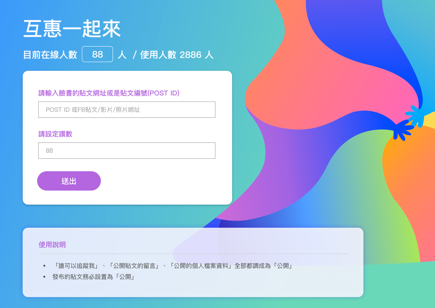 互惠一起來
目前在線人數 88 人 / 使用人數 2886 人
請輸入臉書的貼文網址或是貼文編號(POST ID)
POST ID 或FB貼文/影片/照片網址
請設定讚數
88
送出
使用說明
• 「誰可以追蹤我」、「公開貼文的留言」、「公開的個人檔案資料」全部都調成為「公開」
• 發布的貼文務必設置為「公開」